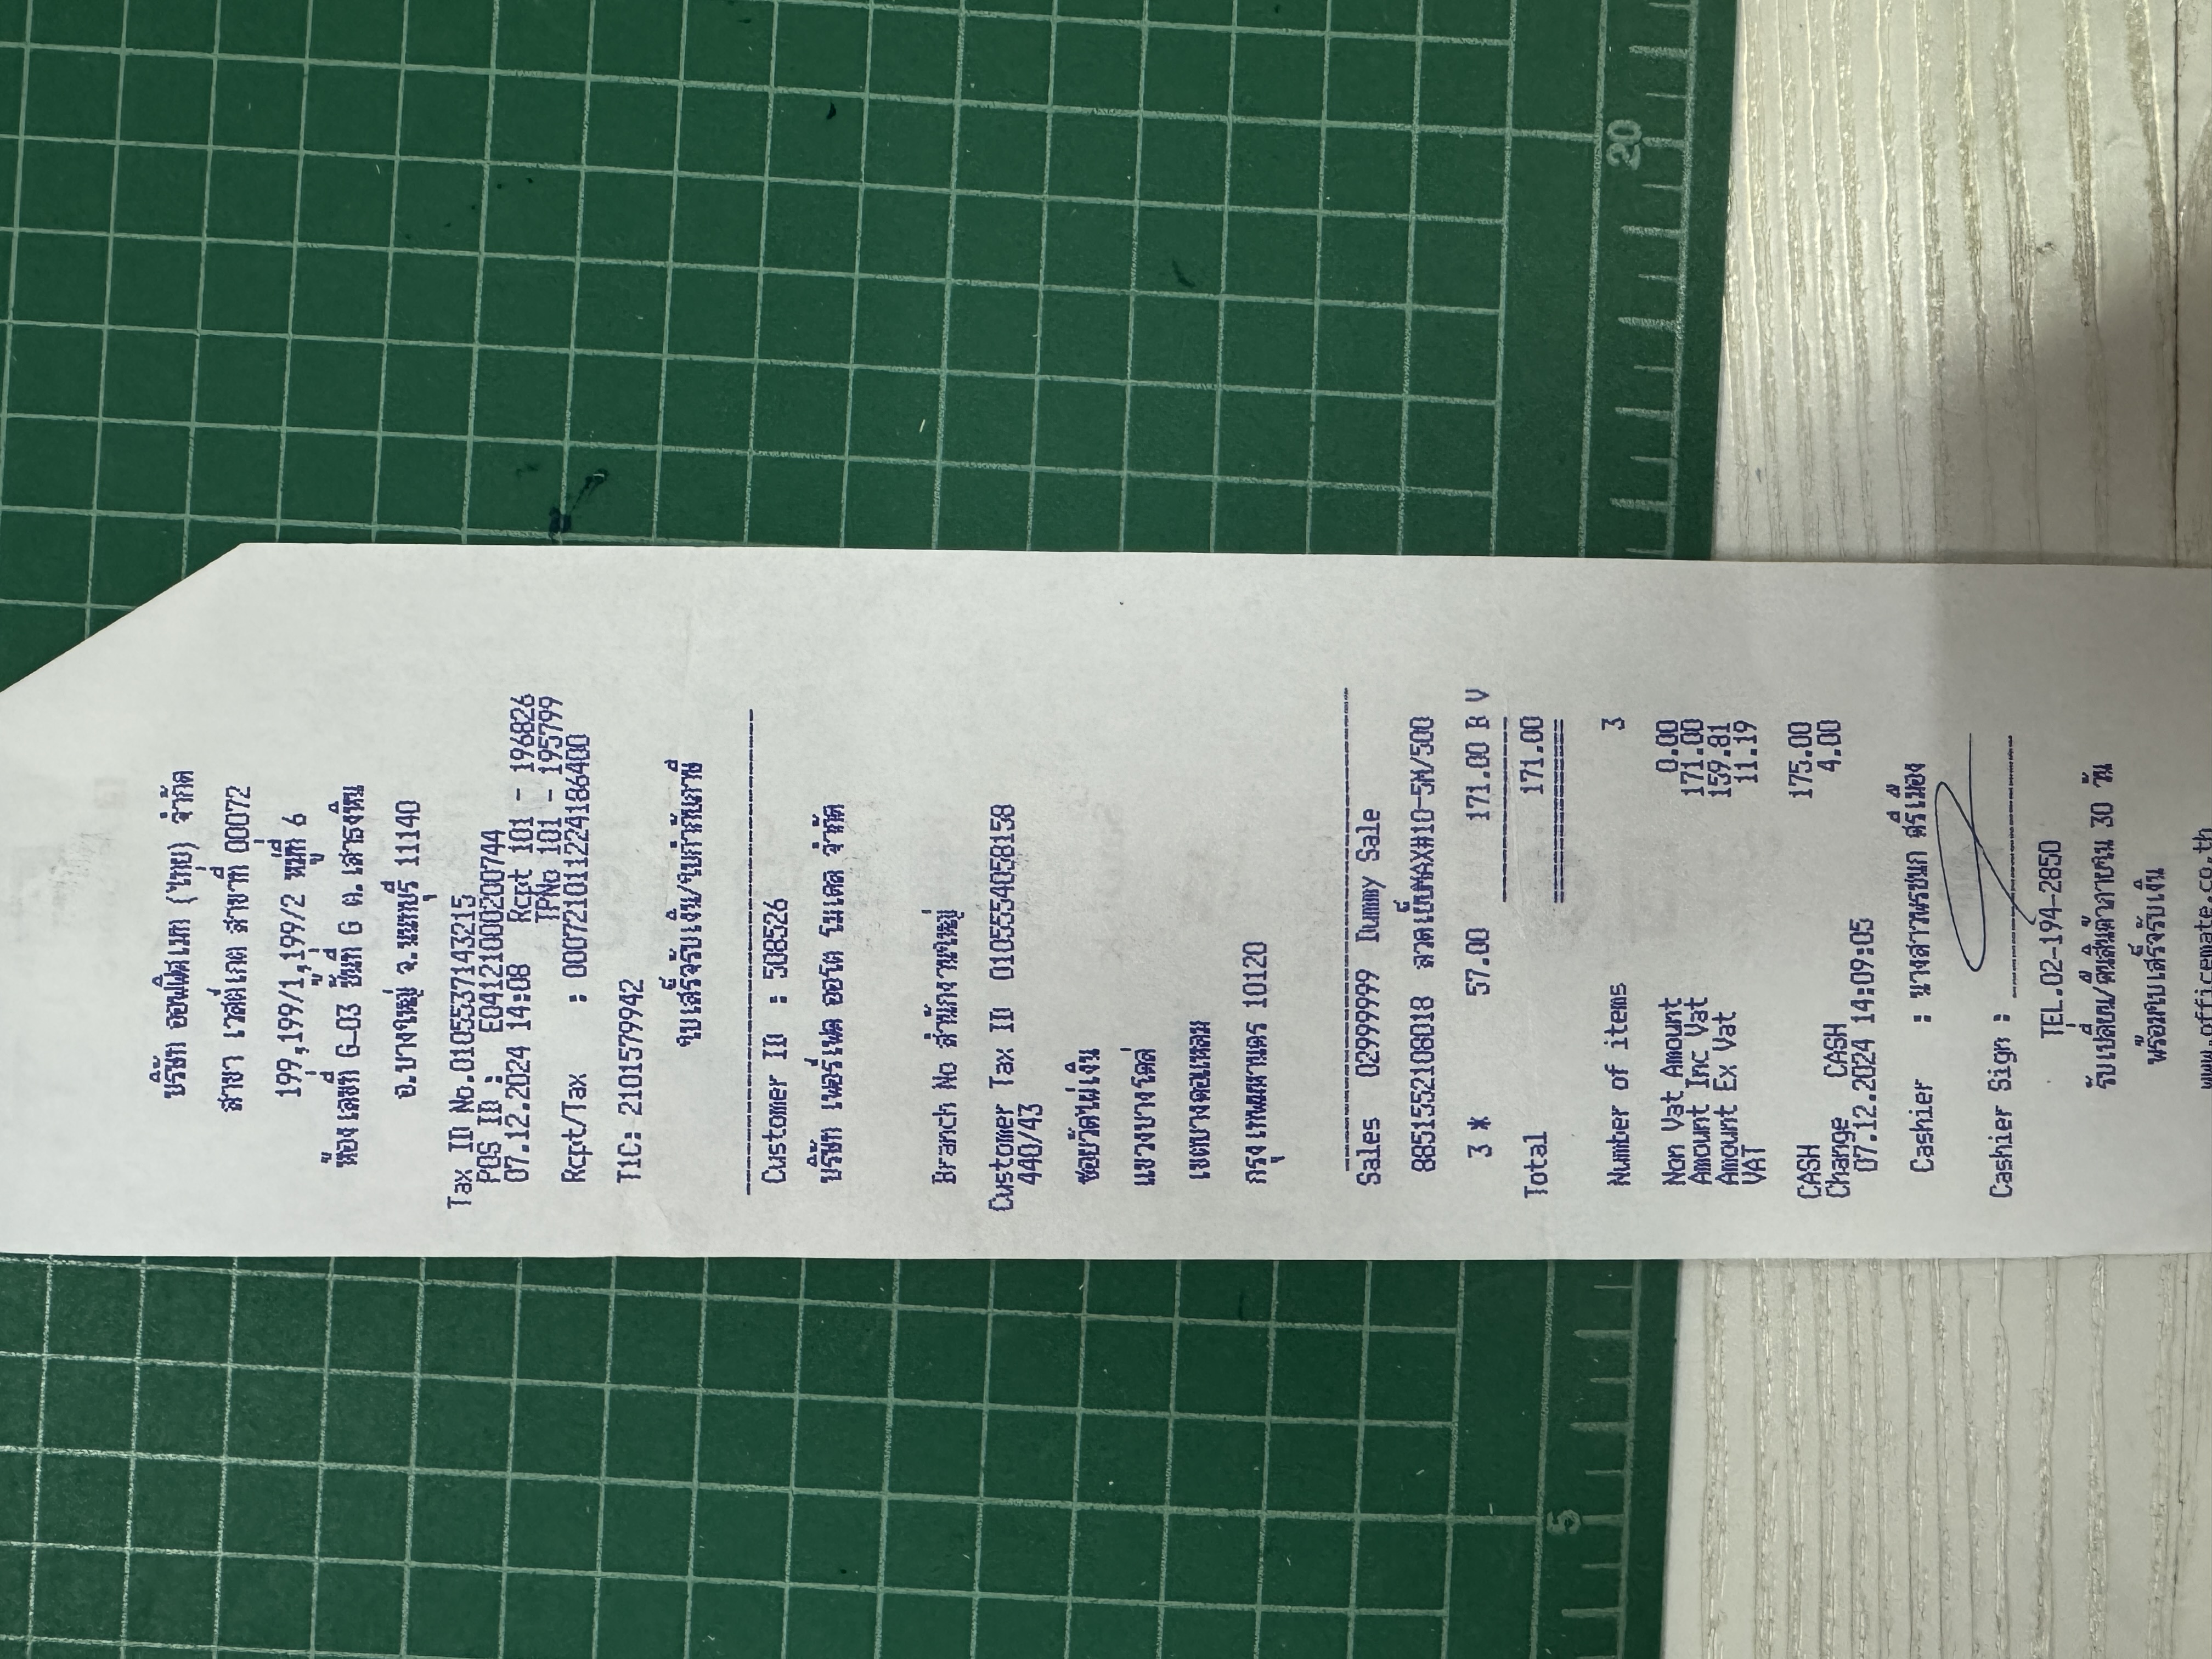 บริษัท ออฟฟิศเมท (ไทย) จำกัด
สาขา เวสต์เกต สาขาที่ 00072
199,199/1,199/2 หมู่ที่ 6
ห้องเลขที่ G-03 ชั้นที่ G ต.เสาธงหิน
อ.บางใหญ่ จ.นนทบุรี 11140
Tax ID No.0105537143215
POS ID : E04121000200744
07.12.2024 14:08 Rcpt 101 - 196826
TPNo 101 - 195799
Rcpt/Tax : 000721011224186400
T1C: 2101579942
ใบเสร็จรับเงิน/ใบกำกับภาษี
Customer ID : 508526
บริษัท เพอร์เฟค ออโต โมเดล จำกัด
Branch No สำนักงานใหญ่
Customer Tax ID 0105554058158
440/43
ซอยวัดไผ่เงิน
แขวงบางโคล่
เขตบางคอแหลม
กรุงเทพมหานคร 10120
Sales 02999999 Dummy Sale
8851552108018 ลวดเย็บMAX#10-5M/500
3 * 57.00 171.00 B V
Total 171.00
Number of items 3
Non Vat Amount 0.00
Amount Inc Vat 171.00
Amount Ex Vat 159.81
VAT 11.19
CASH 175.00
Change CASH 4.00
07.12.2024 14:09:05
Cashier : นางสาวพรชนก ศรีเมือง
Cashier Sign :
TEL.02-194-2850
รับเปลี่ยน/คืนสินค้าภายใน 30 วัน
พร้อมใบเสร็จรับเงิน
www.officemate.co.th
5
20